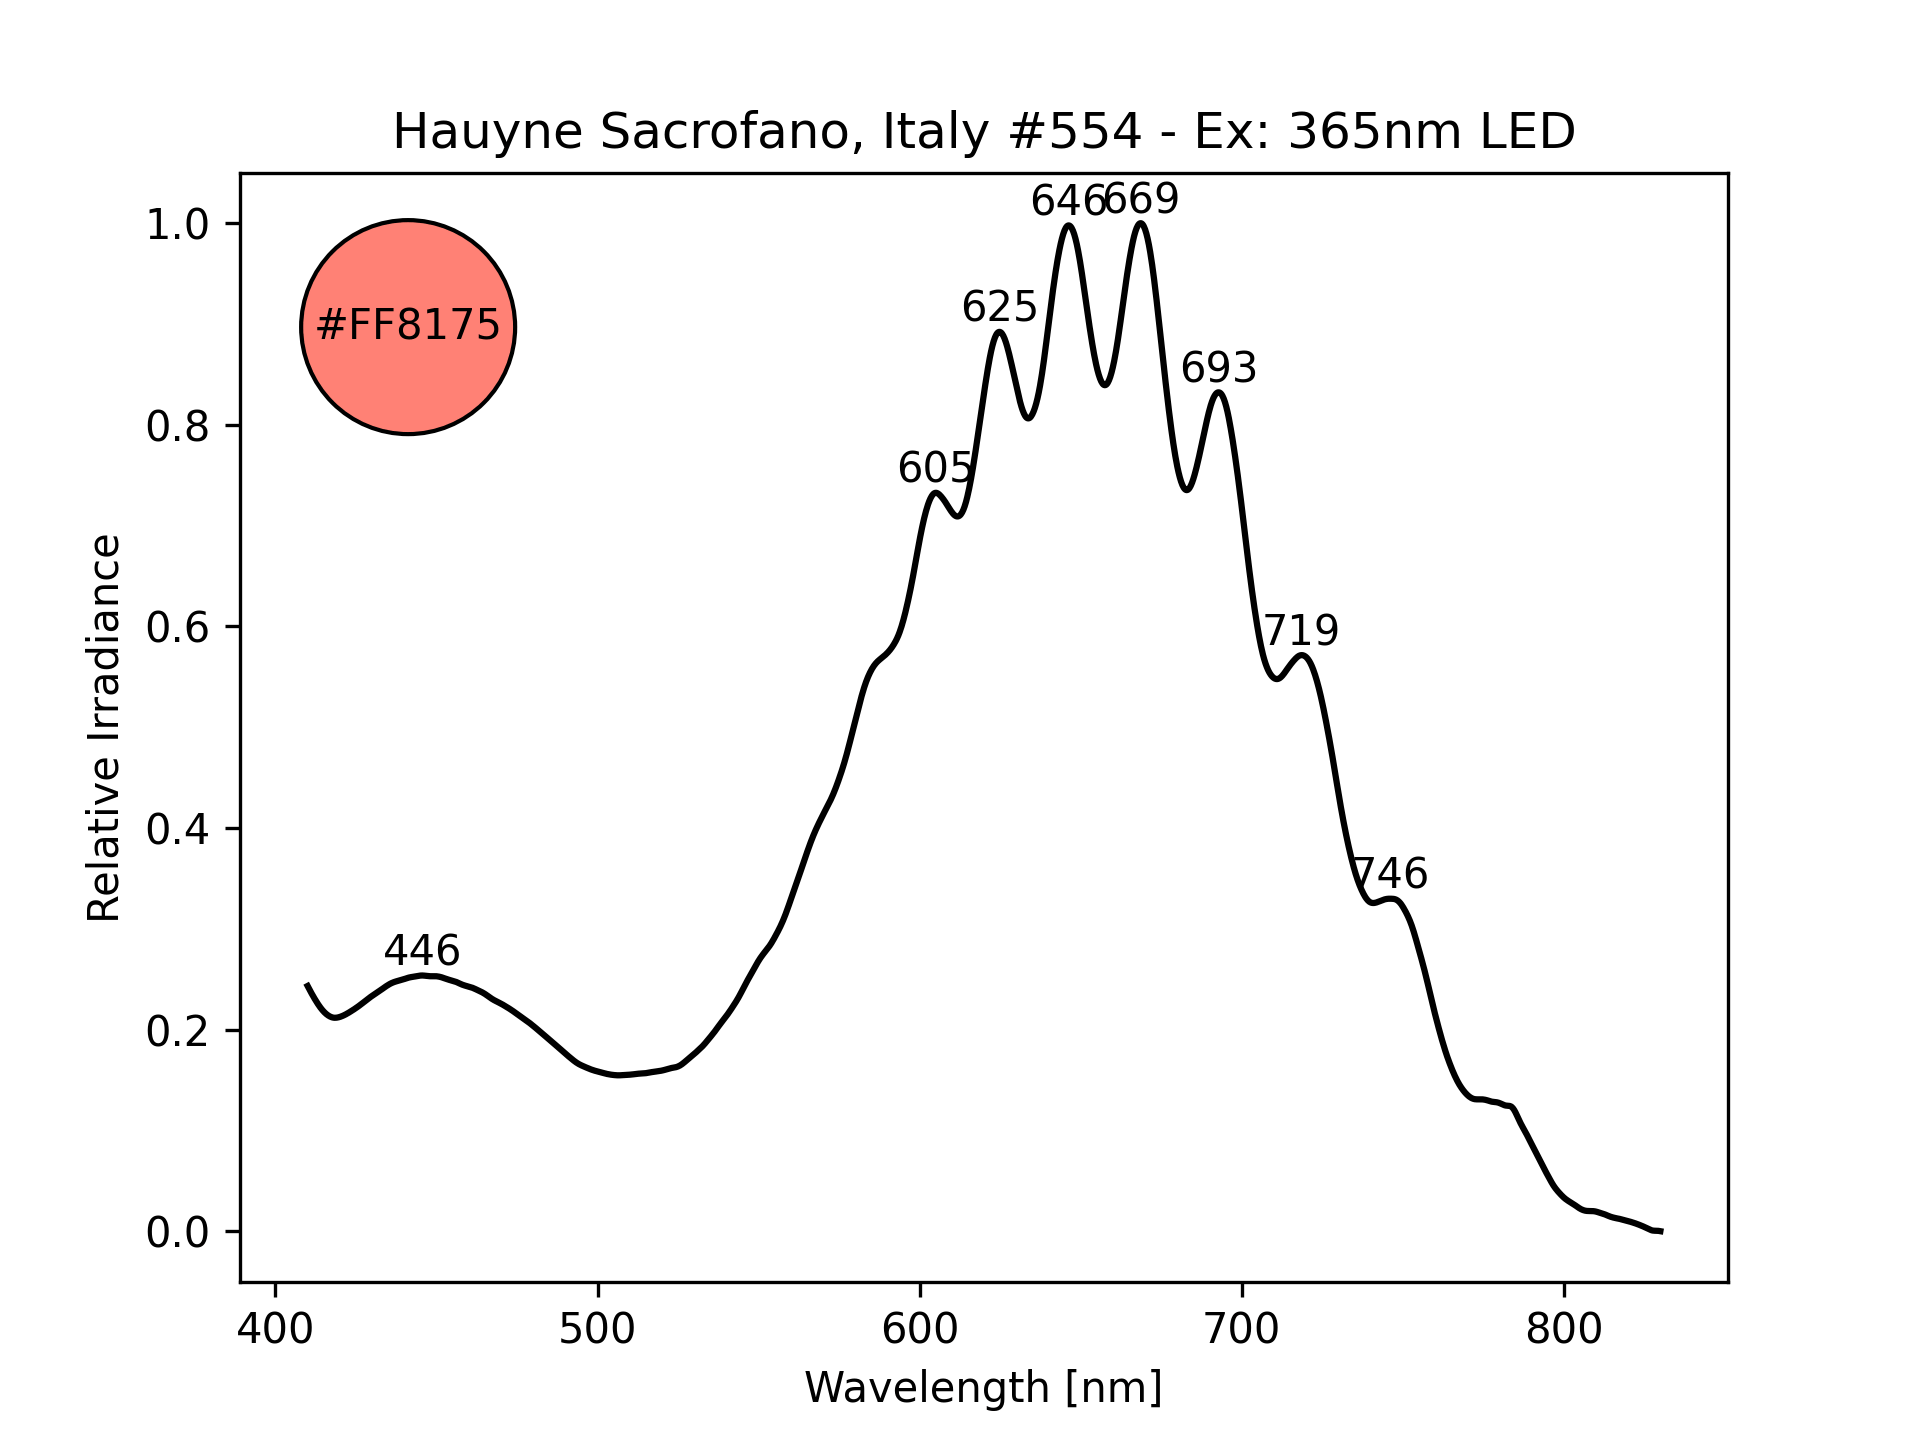 Hauyne Sacrofano, Italy #554 - Ex: 365nm LED
#FF8175
646
669
625
693
605
719
746
446
1.0
0.8
0.6
0.4
0.2
0.0
Relative Irradiance
400 500 600 700 800
Wavelength [nm]